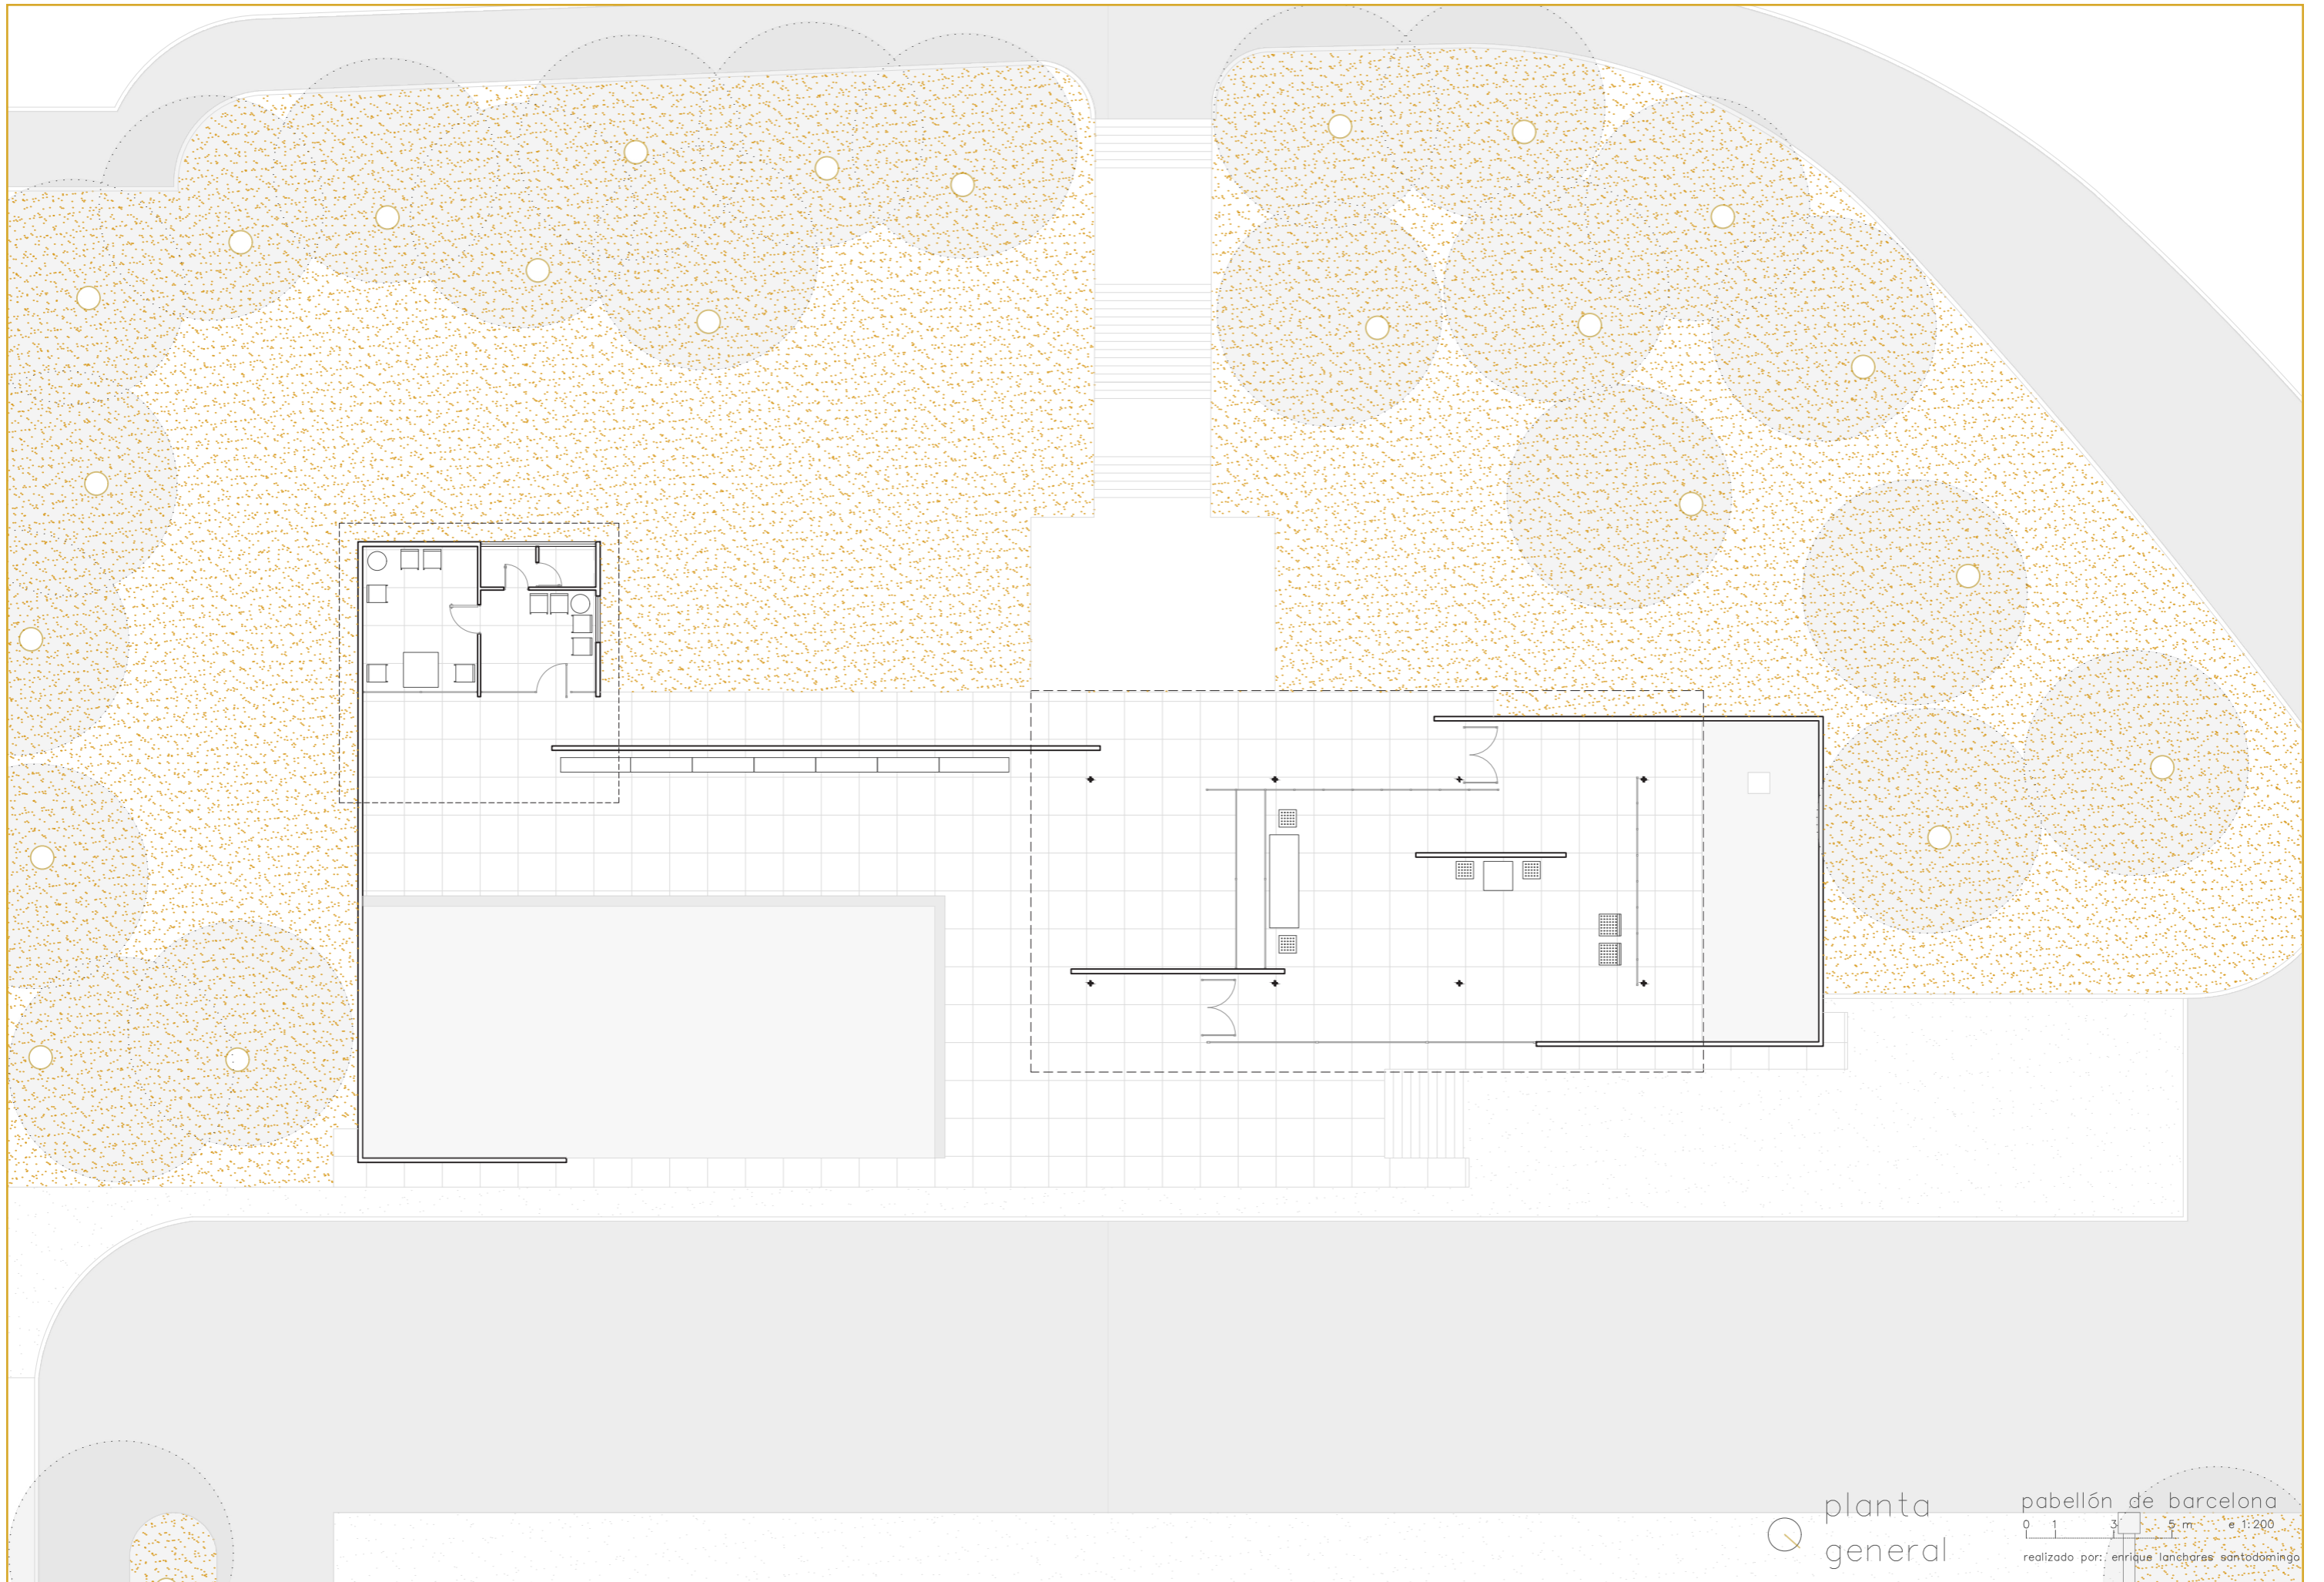 planta
general
pabellón de barcelona
0 1 3 5 m e 1:200
realizado por: enrique lanchares santodomingo